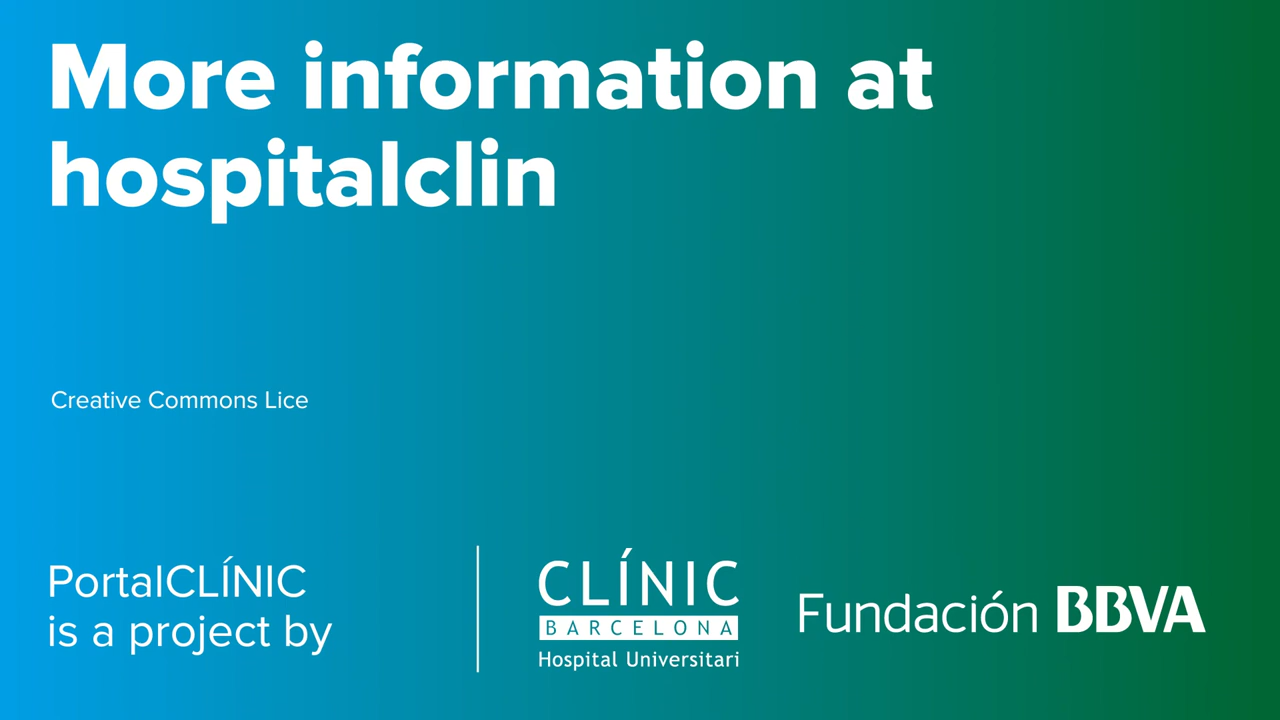 More information at
hospitalclin
Creative Commons Lice
PortalCLÍNIC
is a project by
CLÍNIC
BARCELONA
Hospital Universitari
Fundación BBVA